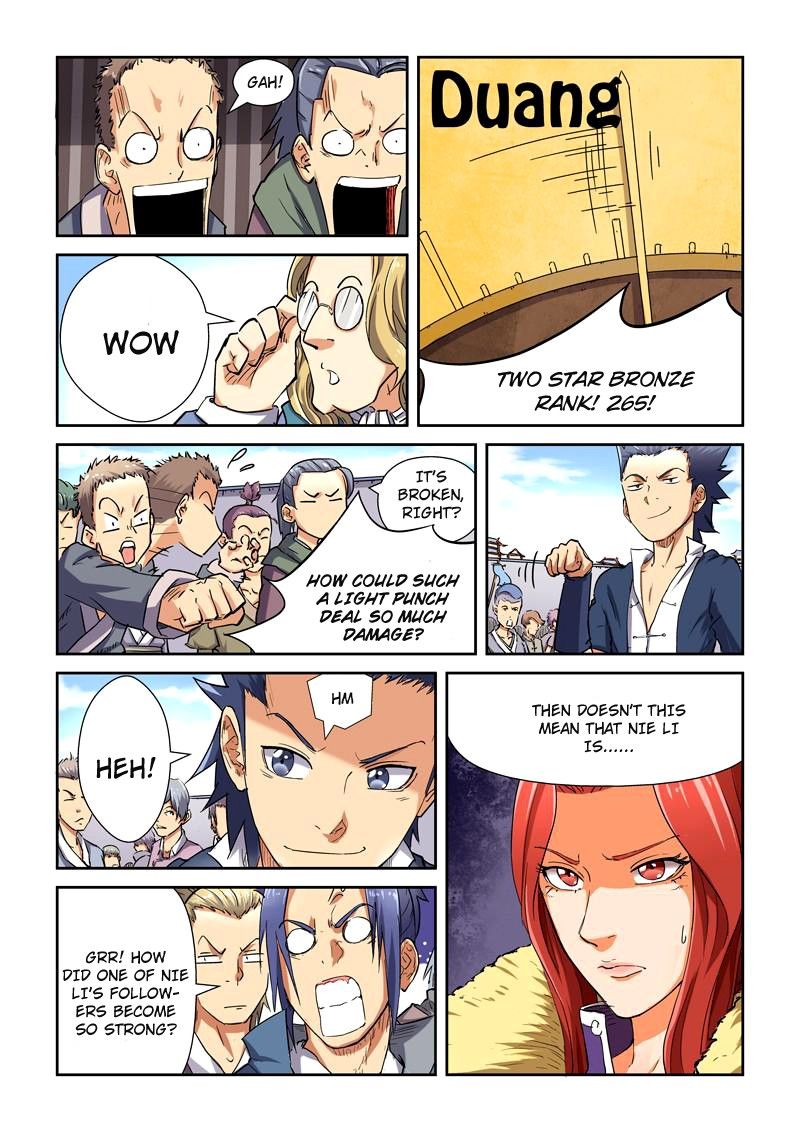 GAH!
Duang
TWO STAR BRONZE
RANK! 265!
WOW
IT'S
BROKEN,
RIGHT?
HOW COULD SUCH
A LIGHT PUNCH
DEAL SO MUCH
DAMAGE?
HM
HEH!
THEN DOESN'T THIS
MEAN THAT NIE LI
IS......
GRR! HOW
DID ONE OF NIE
LI'S FOLLOW-
ERS BECOME
SO STRONG?